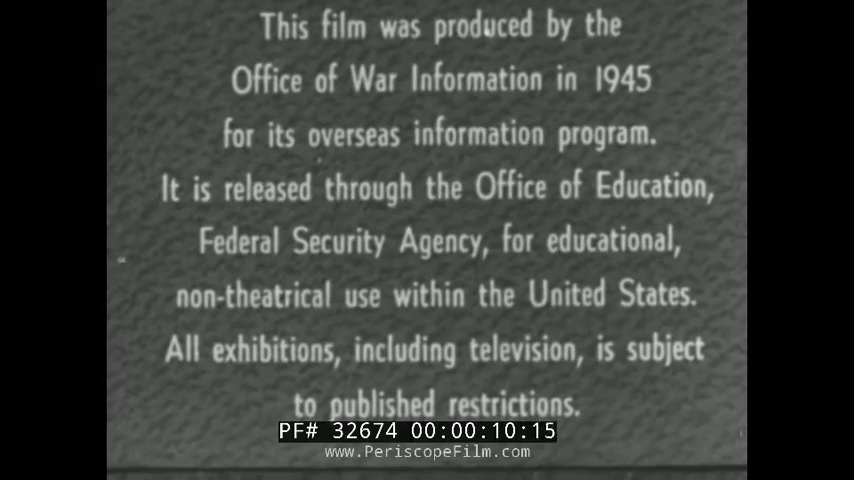 This film was produced by the
Office of War Information in 1945
for its overseas information program.
It is released through the Office of Education,
Federal Security Agency, for educational,
non-theatrical use within the United States.
All exhibitions, including television, is subject
to published restrictions.
PF# 32674 00:00:10:15
www.PeriscopeFilm.com